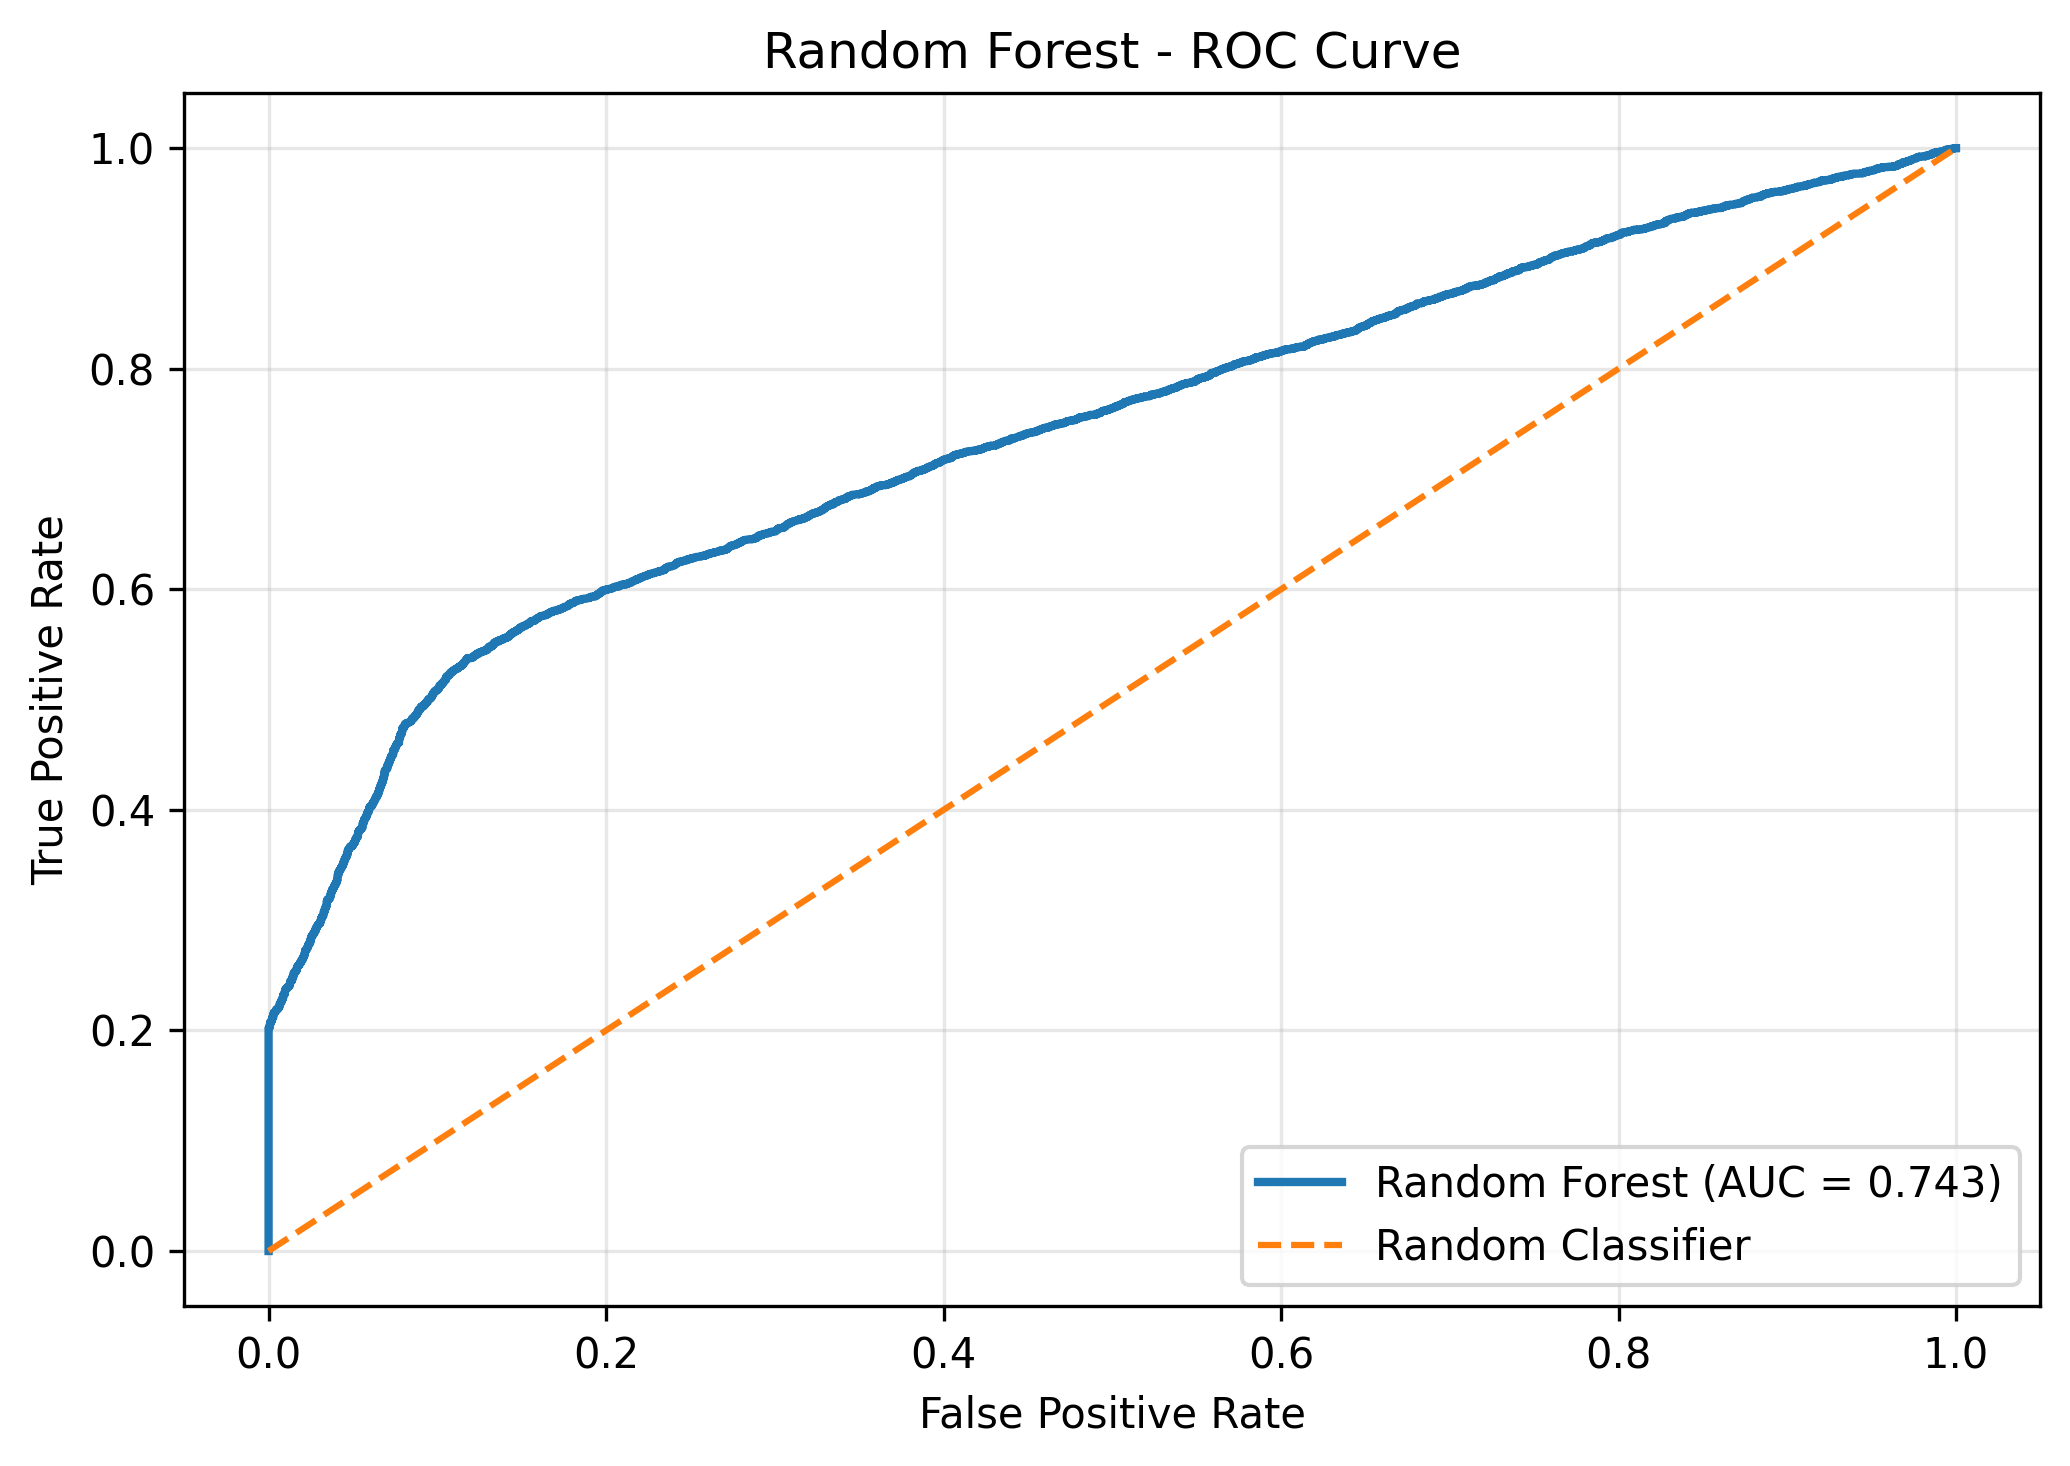 Random Forest - ROC Curve
True Positive Rate
1.0
0.8
0.6
0.4
0.2
0.0
Random Forest (AUC = 0.743)
Random Classifier
0.0 0.2 0.4 0.6 0.8 1.0
False Positive Rate